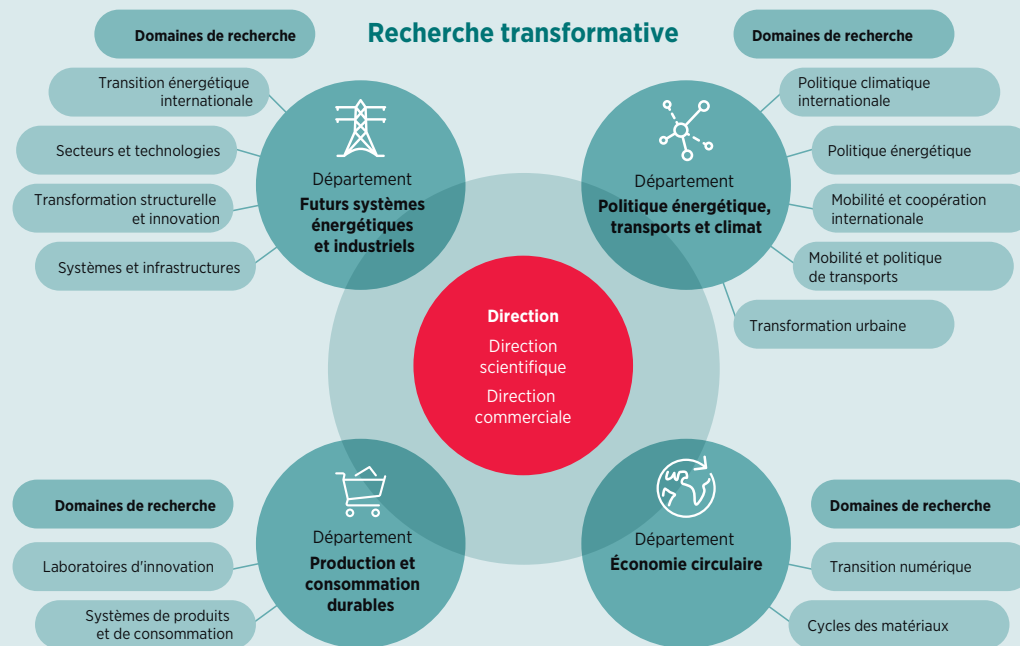 Recherche transformative
Domaines de recherche
Transition énergétique
internationale
Secteurs et technologies
Transformation structurelle
et innovation
Systèmes et infrastructures
Département
Futurs systèmes
énergétiques
et industriels
Domaines de recherche
Politique climatique
internationale
Politique énergétique
Mobilité et coopération
internationale
Mobilité et politique
de transports
Transformation urbaine
Département
Politique énergétique,
transports et climat
Direction
Direction
scientifique
Direction
commerciale
Domaines de recherche
Laboratoires d'innovation
Systèmes de produits
et de consommation
Département
Production et
consommation
durables
Département
Économie circulaire
Domaines de recherche
Transition numérique
Cycles des matériaux